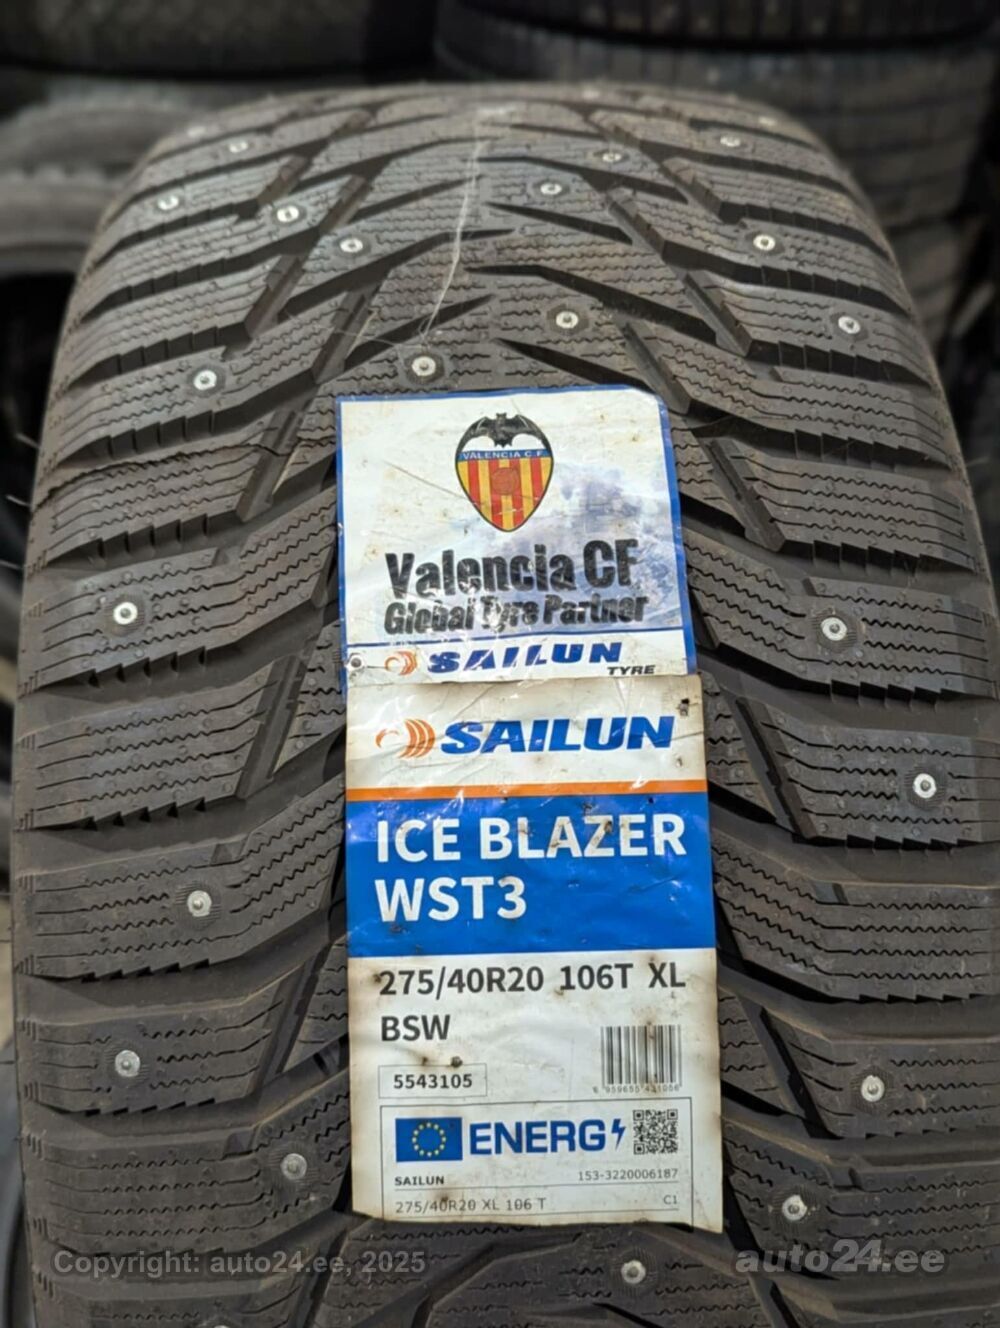 VALENCIA C.F.
Valencia CF
Global Tyre Partner
SAILUN
TYRE
SAILUN
ICE BLAZER
WST3
275/40R20 106T XL
BSW
5543105
ENERG
SAILUN
153-3220006187
275/40R20 XL 106 T
C1
Copyright: auto24.ee, 2025
auto24.ee